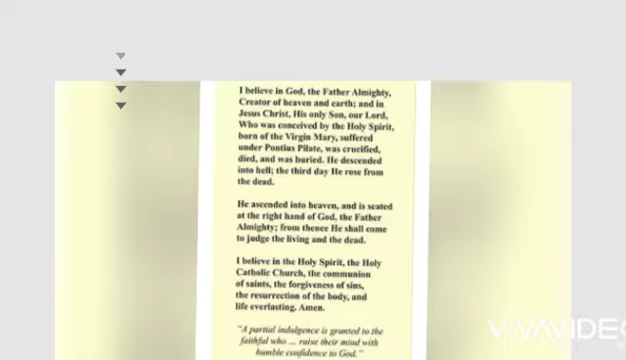 I believe in God, the Father Almighty,
Creator of heaven and earth; and in
Jesus Christ, His only Son, our Lord,
Who was conceived by the Holy Spirit,
born of the Virgin Mary, suffered
under Pontius Pilate, was crucified,
died, and was buried. He descended
into hell; the third day He rose from
the dead.
He ascended into heaven, and is seated
at the right hand of God, the Father
Almighty; from thence He shall come
to judge the living and the dead.
I believe in the Holy Spirit, the Holy
Catholic Church, the communion
of saints, the forgiveness of sins,
the resurrection of the body, and
life everlasting. Amen.
"A partial indulgence is granted to the
faithful who ... raise their mind with
humble confidence to God."
VIVAVIDEO